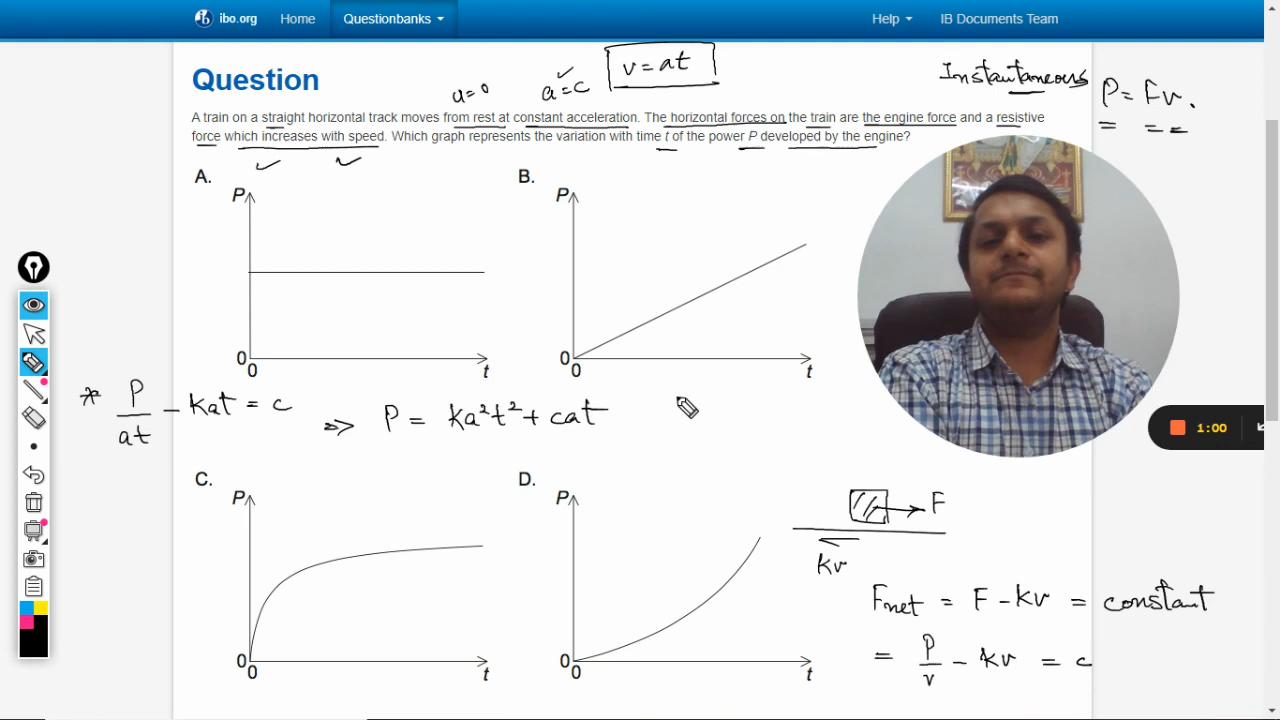 ibo.org Home Questionbanks Help IB Documents Team
Question
u=0
a=c
v=at
Instantaneous
P=Fv.
A train on a straight horizontal track moves from rest at constant acceleration. The horizontal forces on the train are the engine force and a resistive
force which increases with speed. Which graph represents the variation with time t of the power P developed by the engine?
A.
P
0
0
t
B.
P
0
0
t
1:00
* P/at - kat = c
=> P = ka²t² + cat
C.
P
0
0
t
D.
P
0
0
t
F
kv
Fnet = F - kv = constant
= P/v - kv = c